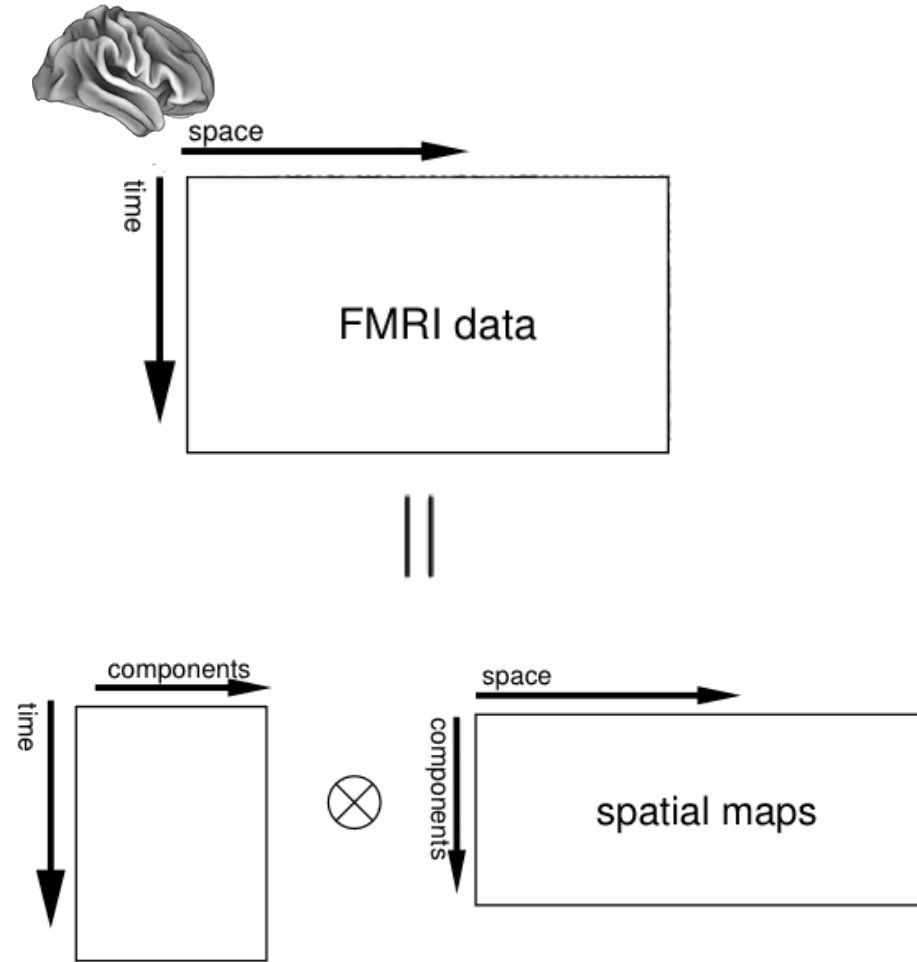 space
time
FMRI data
components
time
space
components
spatial maps